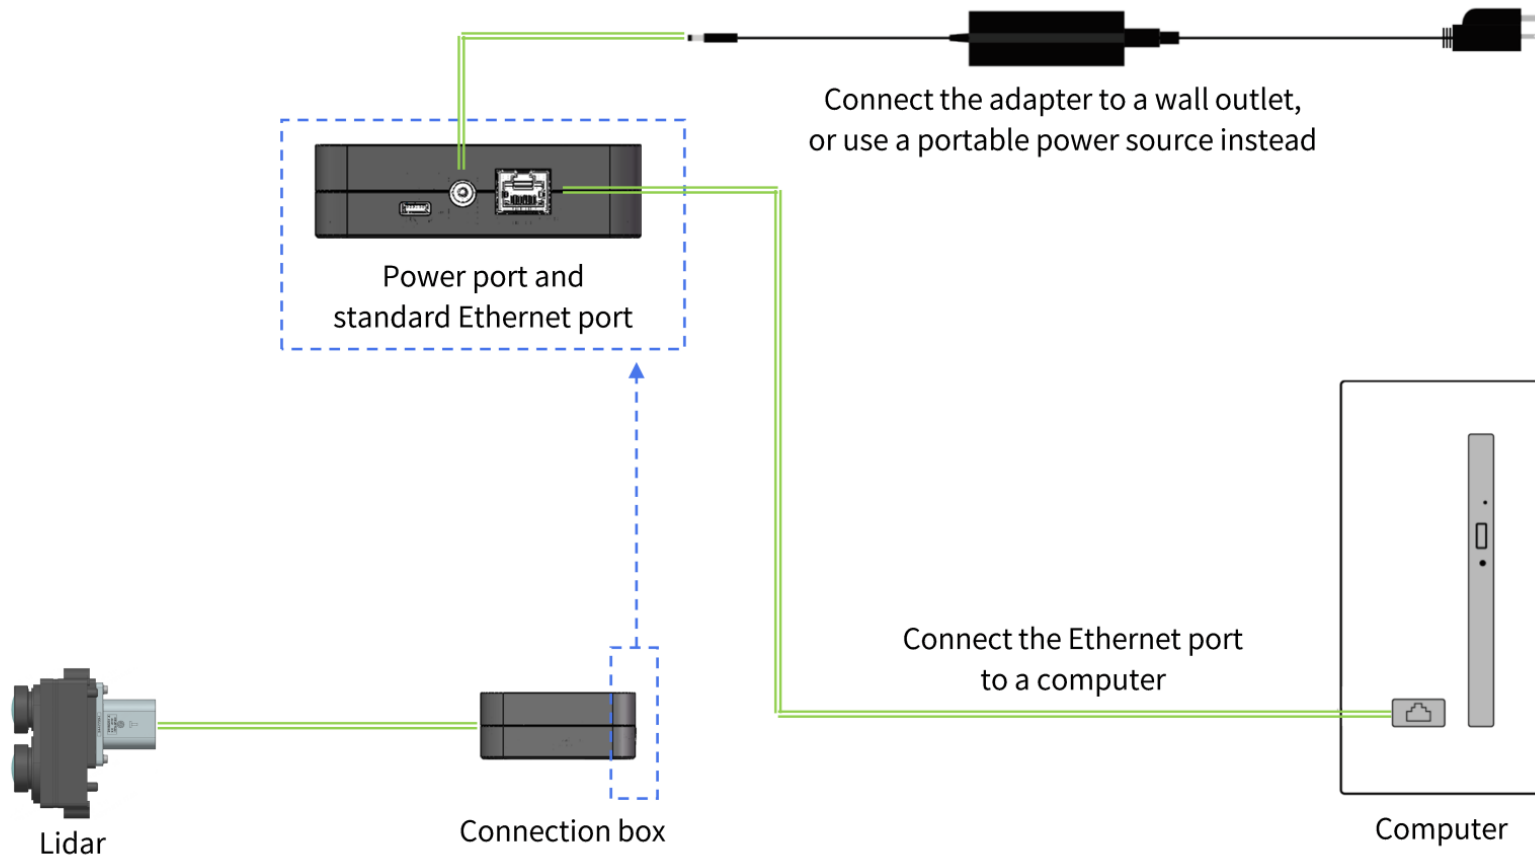 Connect the adapter to a wall outlet,
or use a portable power source instead
Power port and
standard Ethernet port
Connect the Ethernet port
to a computer
Lidar
Connection box
Computer